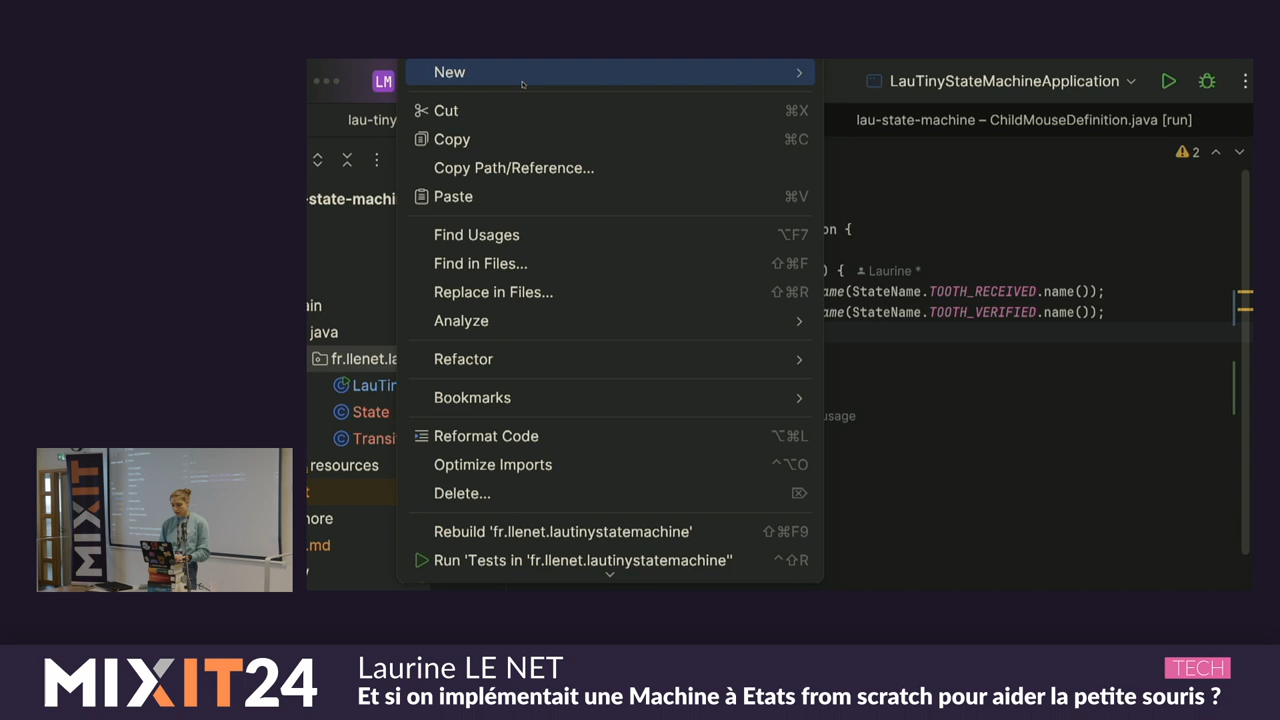 LM
New
LauTinyStateMachineApplication
lau-tiny
lau-state-machine – ChildMouseDefinition.java [run]
Cut ⌘X
Copy ⌘C
Copy Path/Reference...
2
Paste ⌘V
-state-machi
Find Usages ⌥F7
on {
Find in Files... ⇧⌘F
) { Laurine *
Replace in Files... ⇧⌘R
ame(StateName.TOOTH_RECEIVED.name());
ain
Analyze
ame(StateName.TOOTH_VERIFIED.name());
java
fr.llenet.la
Refactor
LauTin
Bookmarks
State
usage
Transi
Reformat Code ⌥⌘L
resources
Optimize Imports ^⌥O
t
Delete... ⌦
nore
Rebuild 'fr.llenet.lautinystatemachine' ⇧⌘F9
.md
Run 'Tests in 'fr.llenet.lautinystatemachine'' ^⇧R
MIXIT
MIXIT24
Laurine LE NET
TECH
Et si on implémentait une Machine à Etats from scratch pour aider la petite souris ?